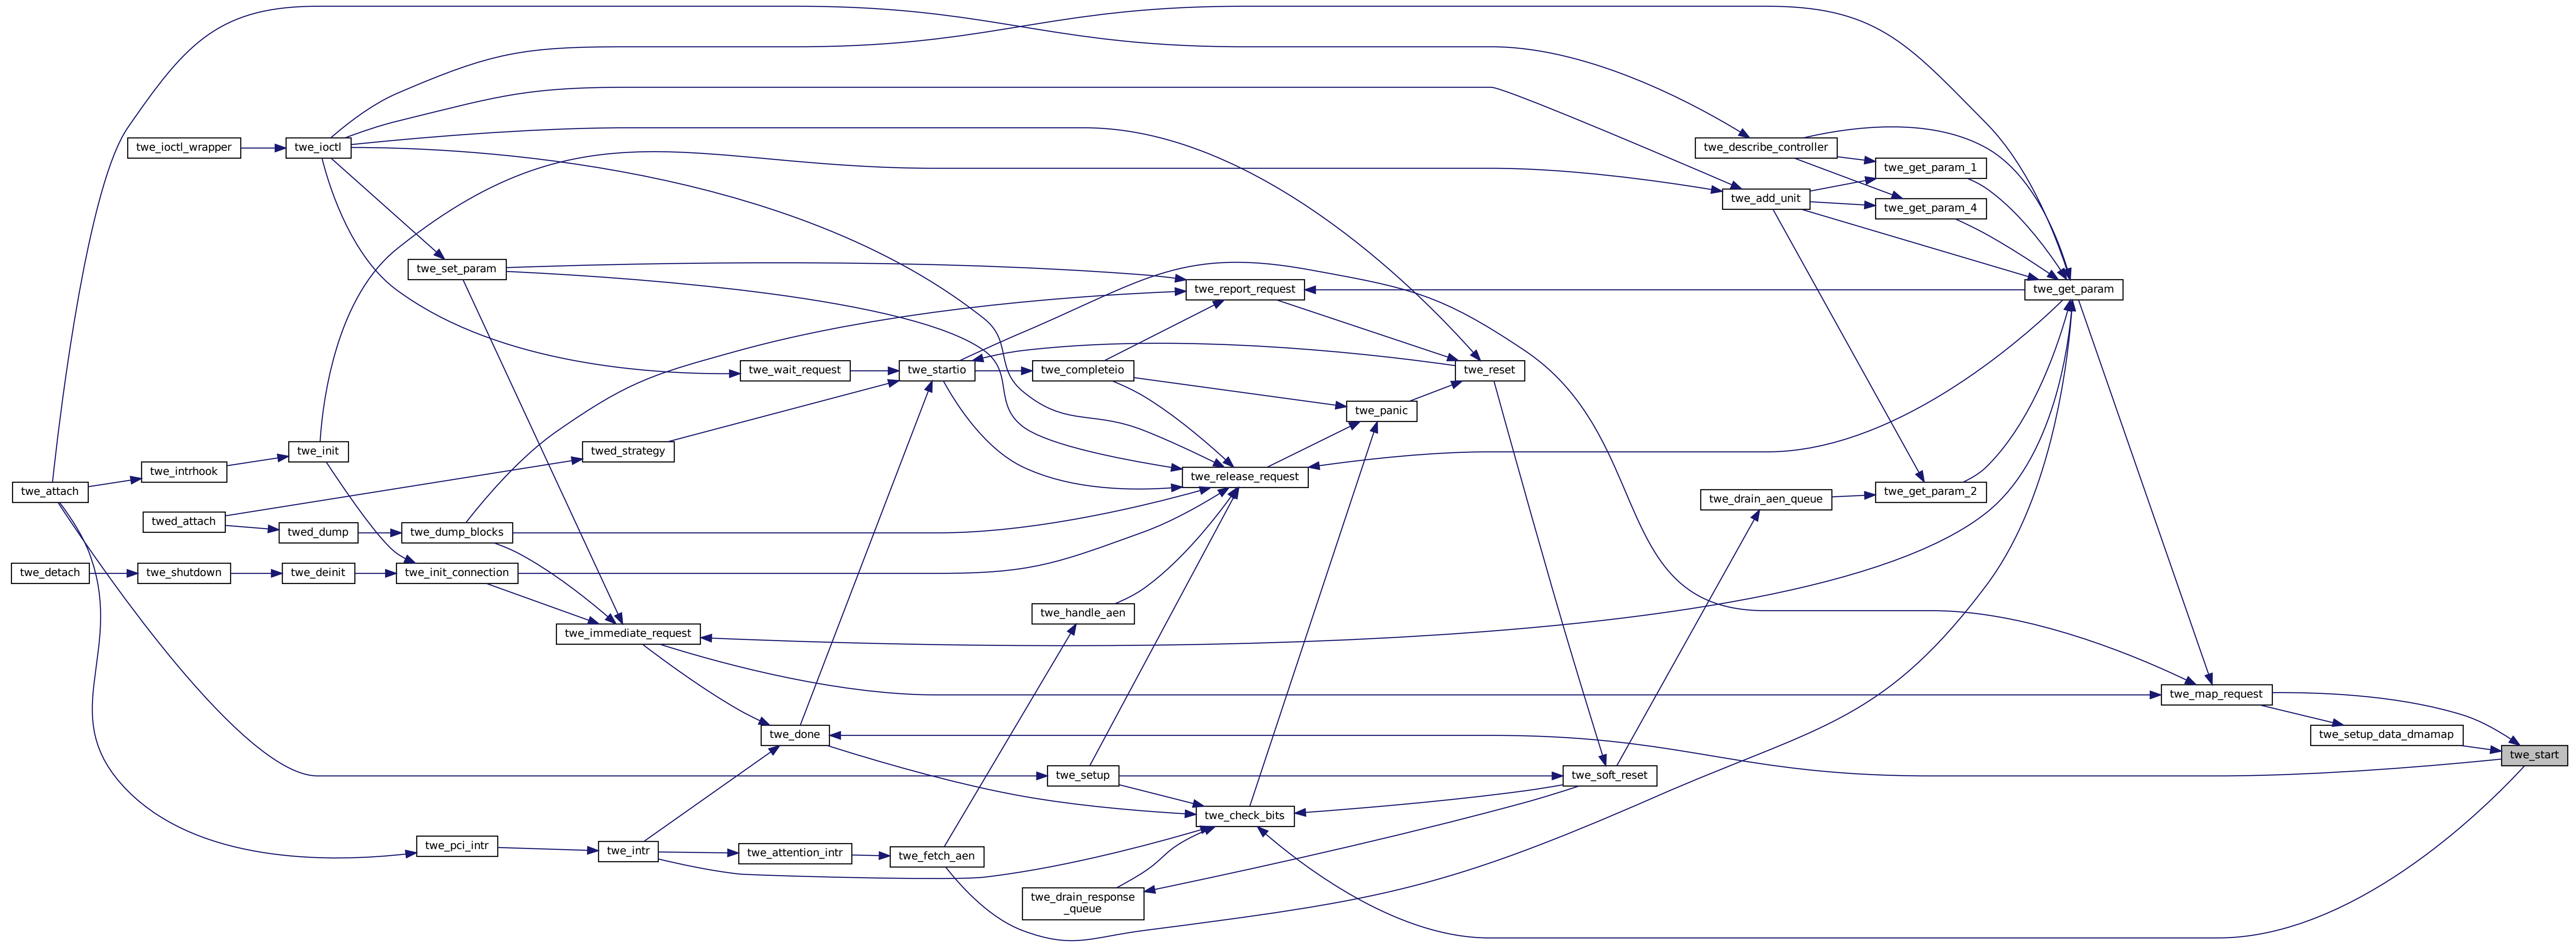 twe_ioctl_wrapper
twe_ioctl
twe_describe_controller
twe_get_param_1
twe_add_unit
twe_get_param_4
twe_set_param
twe_report_request
twe_get_param
twe_wait_request
twe_startio
twe_completeio
twe_reset
twe_panic
twe_init
twed_strategy
twe_intrhook
twe_release_request
twe_attach
twe_get_param_2
twe_drain_aen_queue
twed_attach
twed_dump
twe_dump_blocks
twe_detach
twe_shutdown
twe_deinit
twe_init_connection
twe_handle_aen
twe_immediate_request
twe_map_request
twe_done
twe_setup_data_dmamap
twe_start
twe_setup
twe_soft_reset
twe_check_bits
twe_pci_intr
twe_intr
twe_attention_intr
twe_fetch_aen
twe_drain_response
_queue